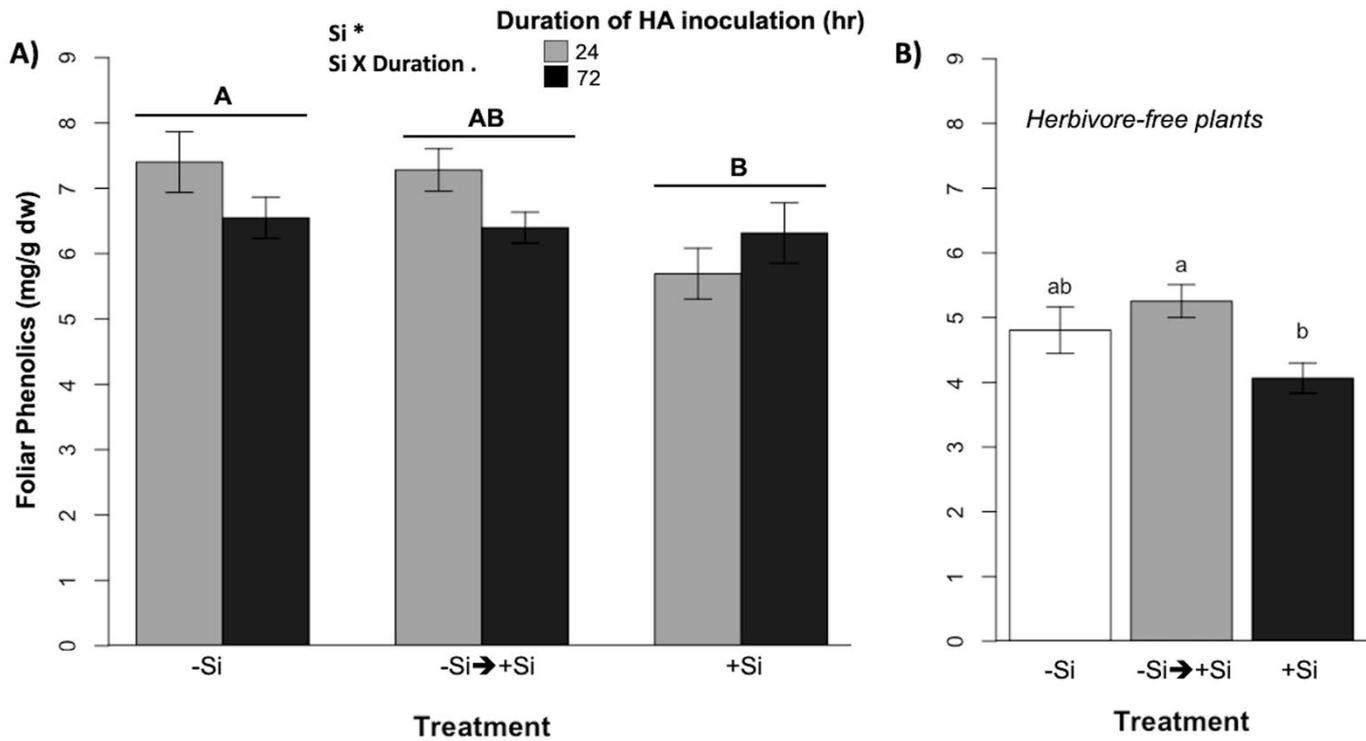 A)
Si *
Si X Duration .
Duration of HA inoculation (hr)
24
72
9
8
7
6
5
4
3
2
1
0
Foliar Phenolics (mg/g dw)
A
AB
B
-Si
-Si➔+Si
+Si
Treatment
B)
Herbivore-free plants
9
8
7
6
5
4
3
2
1
0
ab
a
b
-Si
-Si➔+Si
+Si
Treatment